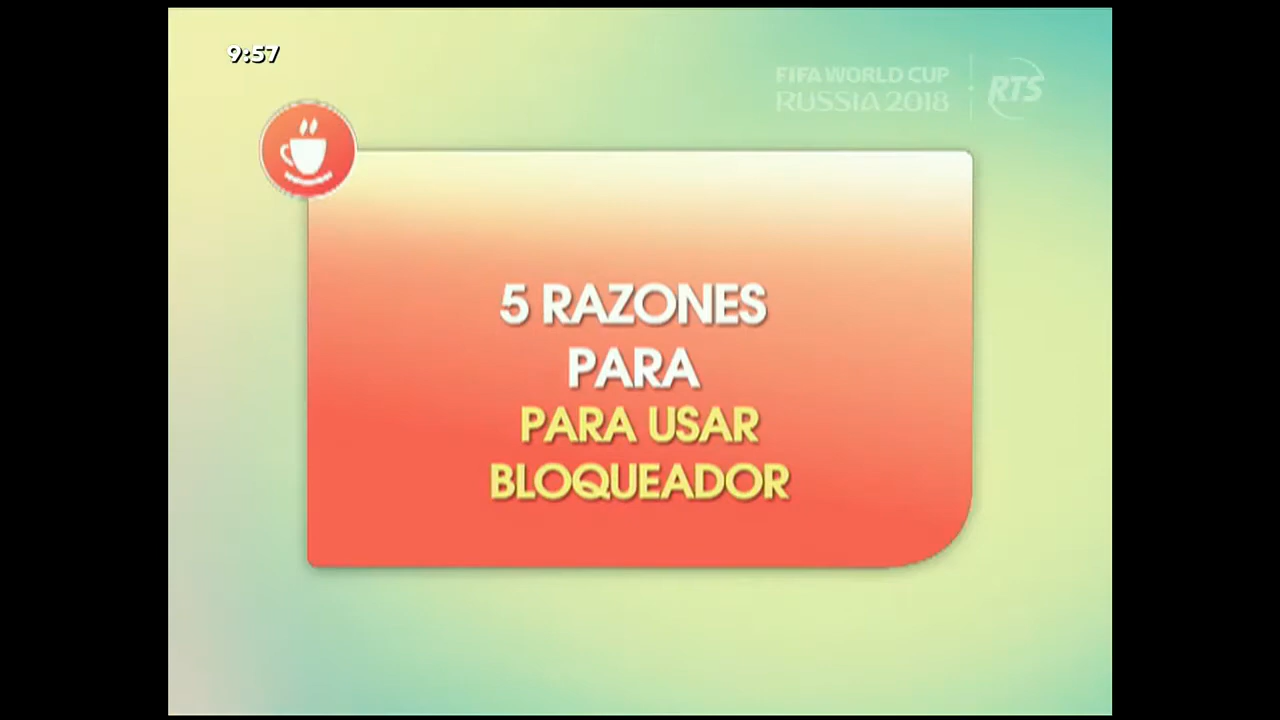 9:57
FIFA WORLD CUP
RUSSIA 2018
RTS
5 RAZONES
PARA
PARA USAR
BLOQUEADOR